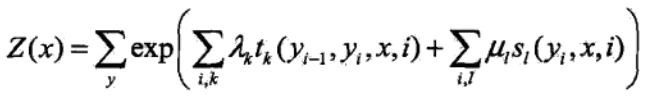 Z(x) = ∑_y exp( ∑_{i,k} λ_k t_k (y_{i-1}, y_i, x, i) + ∑_{i,l} μ_l s_l (y_i, x, i) )